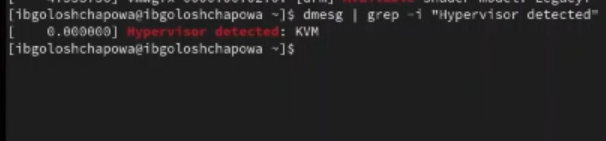 [ibgoloshchapowa@ibgoloshchapowa ~]$ dmesg | grep -i "Hypervisor detected"
[    0.000000] Hypervisor detected: KVM
[ibgoloshchapowa@ibgoloshchapowa ~]$